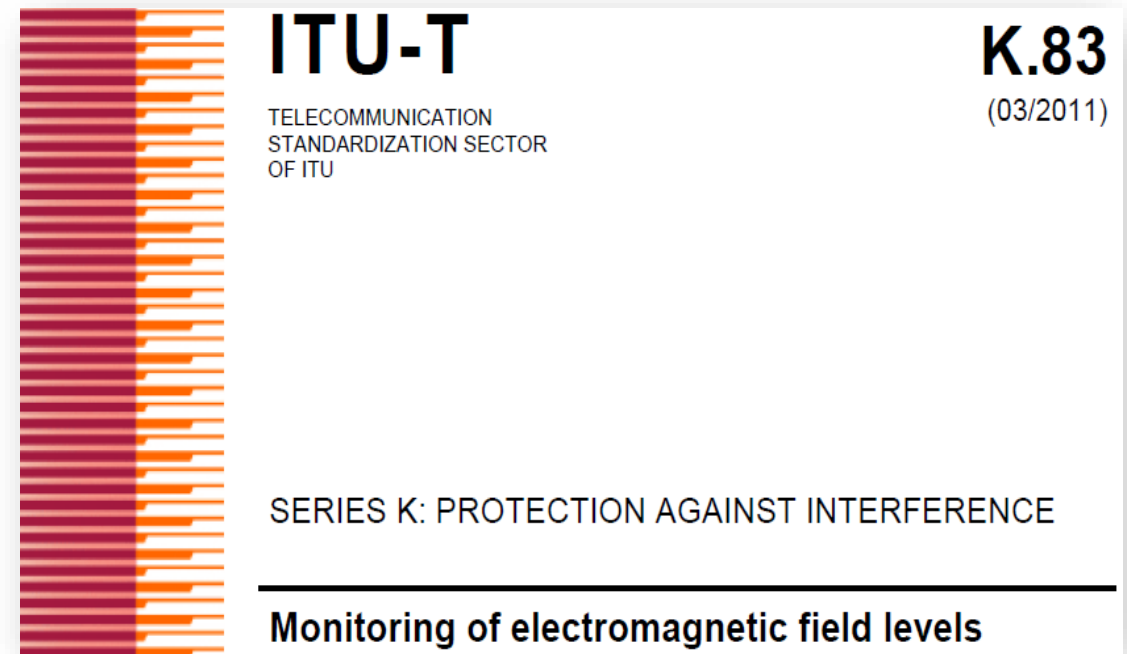 ITU-T
K.83
(03/2011)
TELECOMMUNICATION
STANDARDIZATION SECTOR
OF ITU
SERIES K: PROTECTION AGAINST INTERFERENCE
Monitoring of electromagnetic field levels